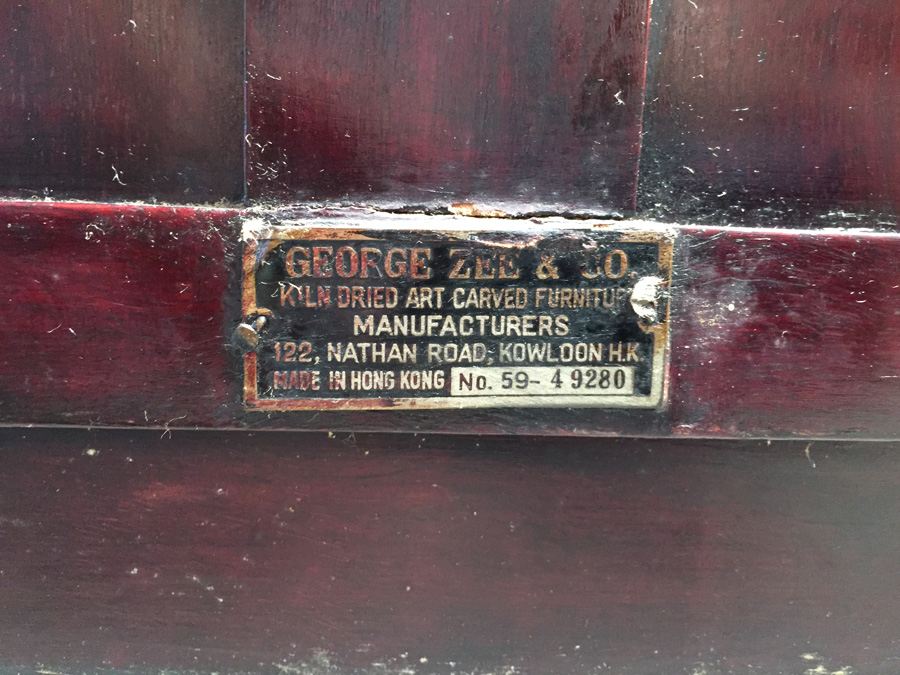 GEORGE ZEE & CO.
KILN DRIED ART CARVED FURNITUR
MANUFACTURERS
122, NATHAN ROAD, KOWLOON H.K.
MADE IN HONG KONG No. 59- 4 9280